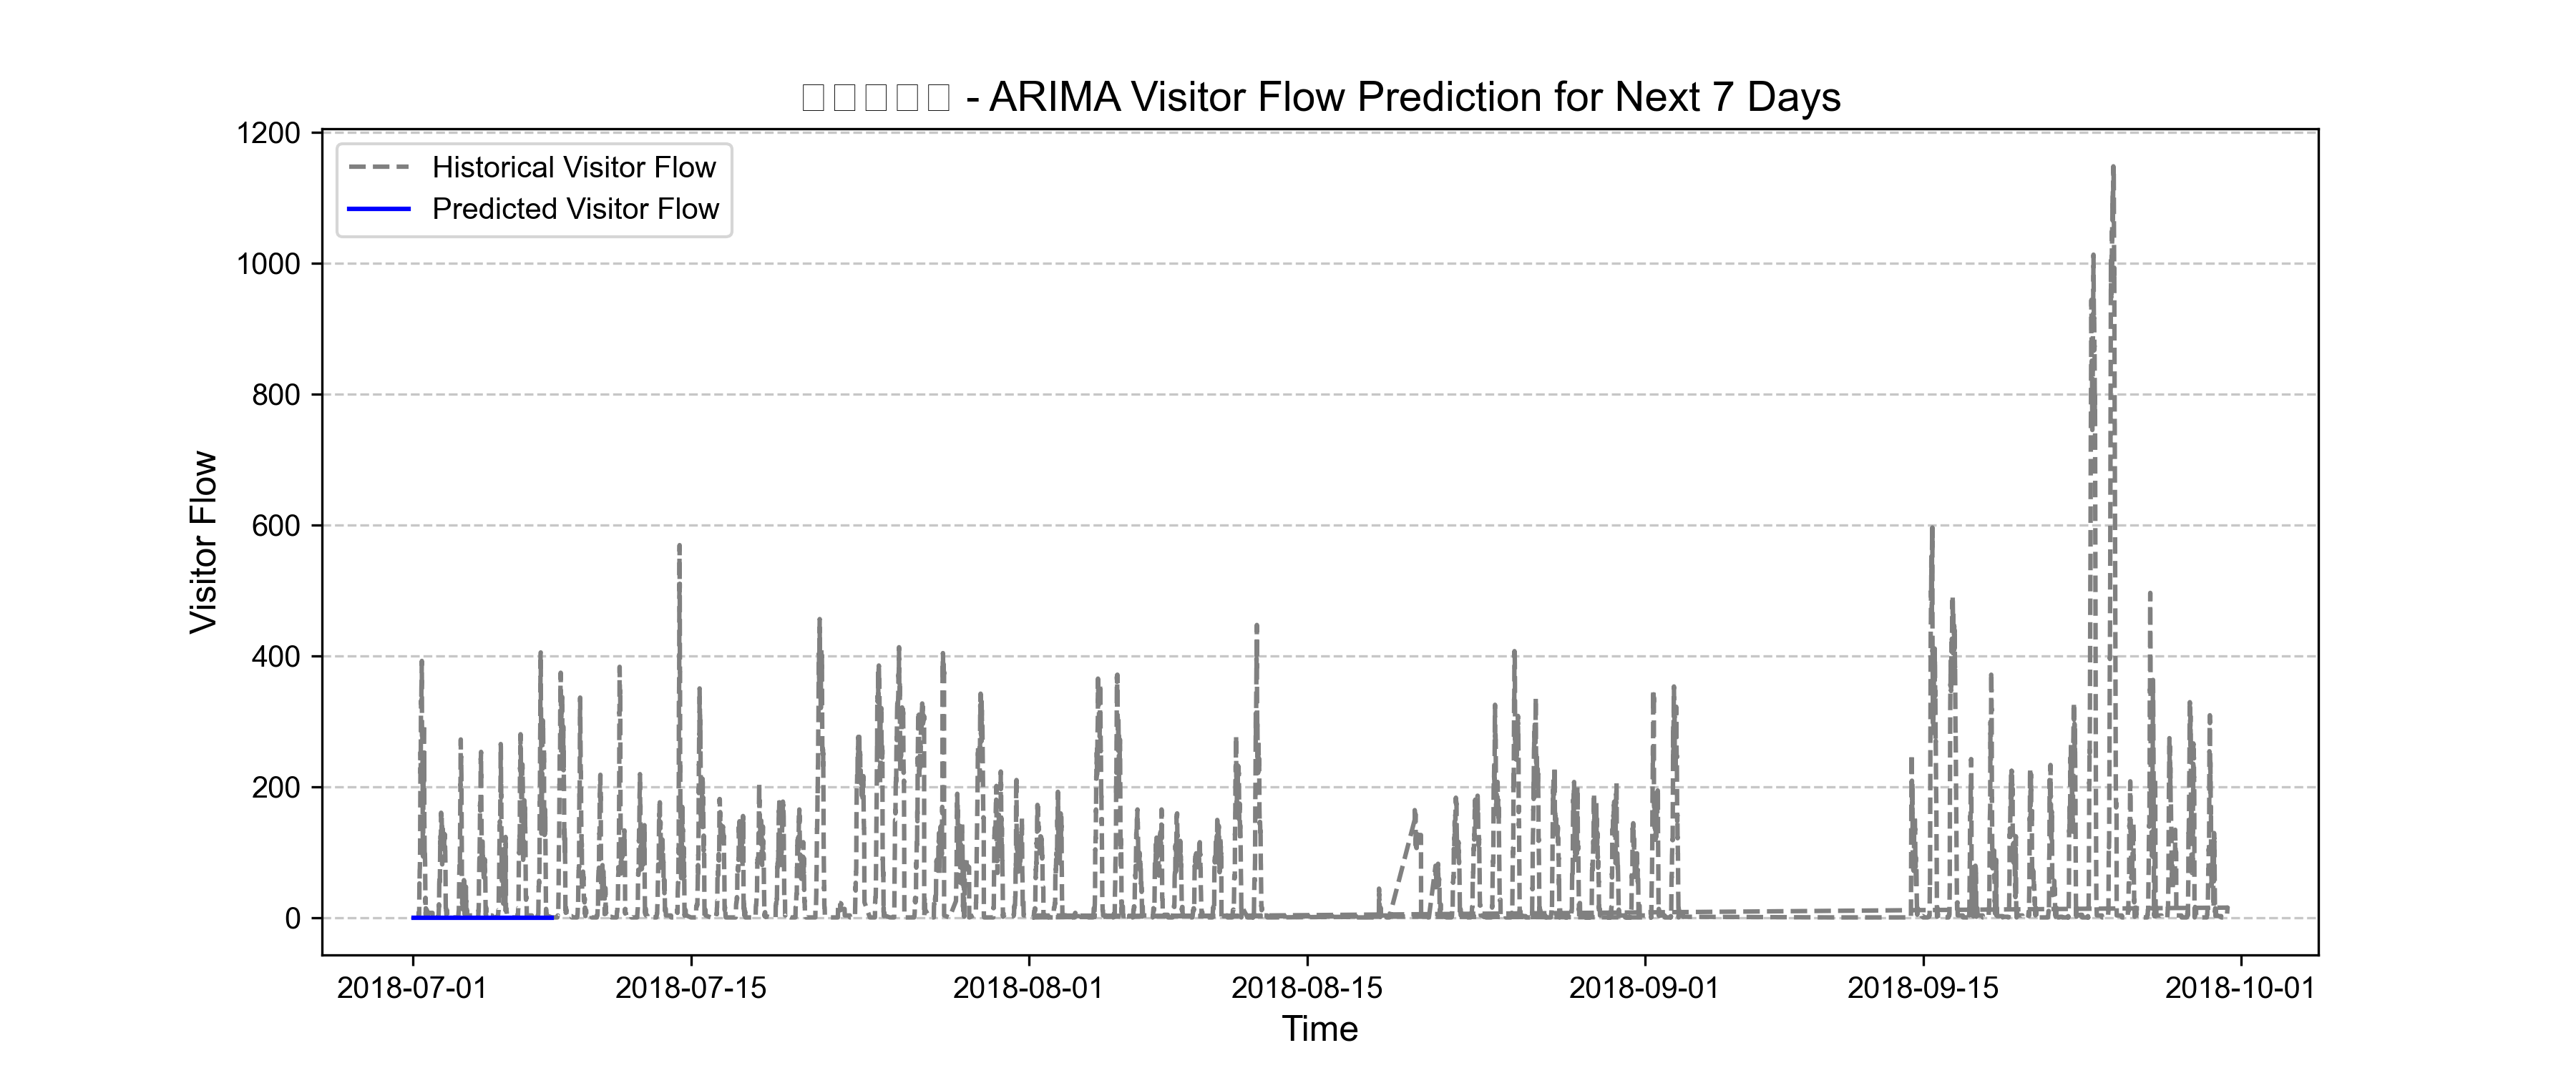 - ARIMA Visitor Flow Prediction for Next 7 Days
1200
1000
800
600
400
200
0
Visitor Flow
Historical Visitor Flow
Predicted Visitor Flow
2018-07-01 2018-07-15 2018-08-01 2018-08-15 2018-09-01 2018-09-15 2018-10-01
Time